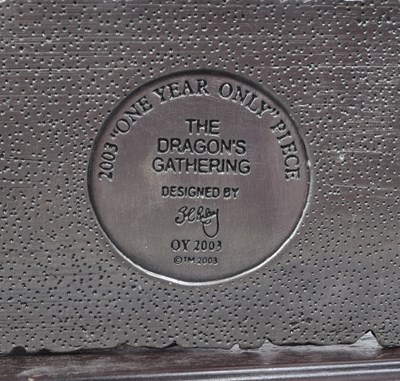 2003 'ONE YEAR ONLY' PIECE
THE
DRAGON'S
GATHERING
DESIGNED BY
OY 2003
©TM 2003